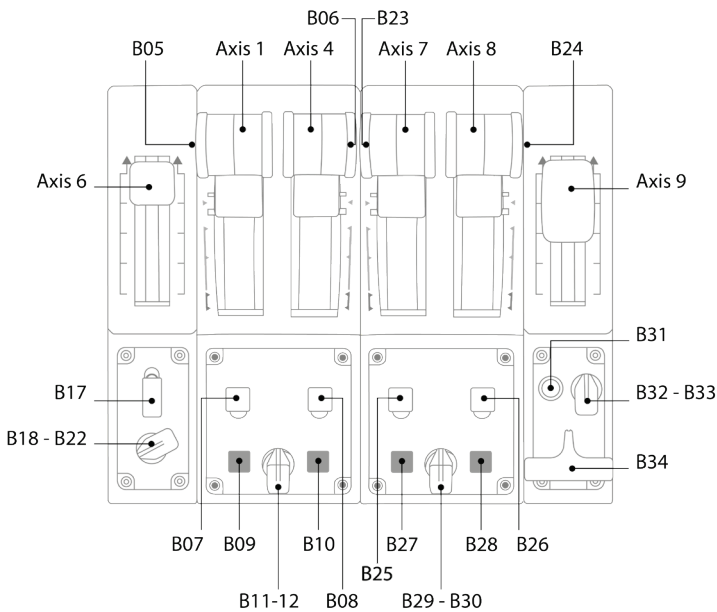 B06
B23
B05
Axis 1
Axis 4
Axis 7
Axis 8
B24
Axis 6
Axis 9
B31
B17
B32 - B33
B18 - B22
B34
B07
B09
B10
B27
B28
B26
B25
B11-12
B08
B29 - B30